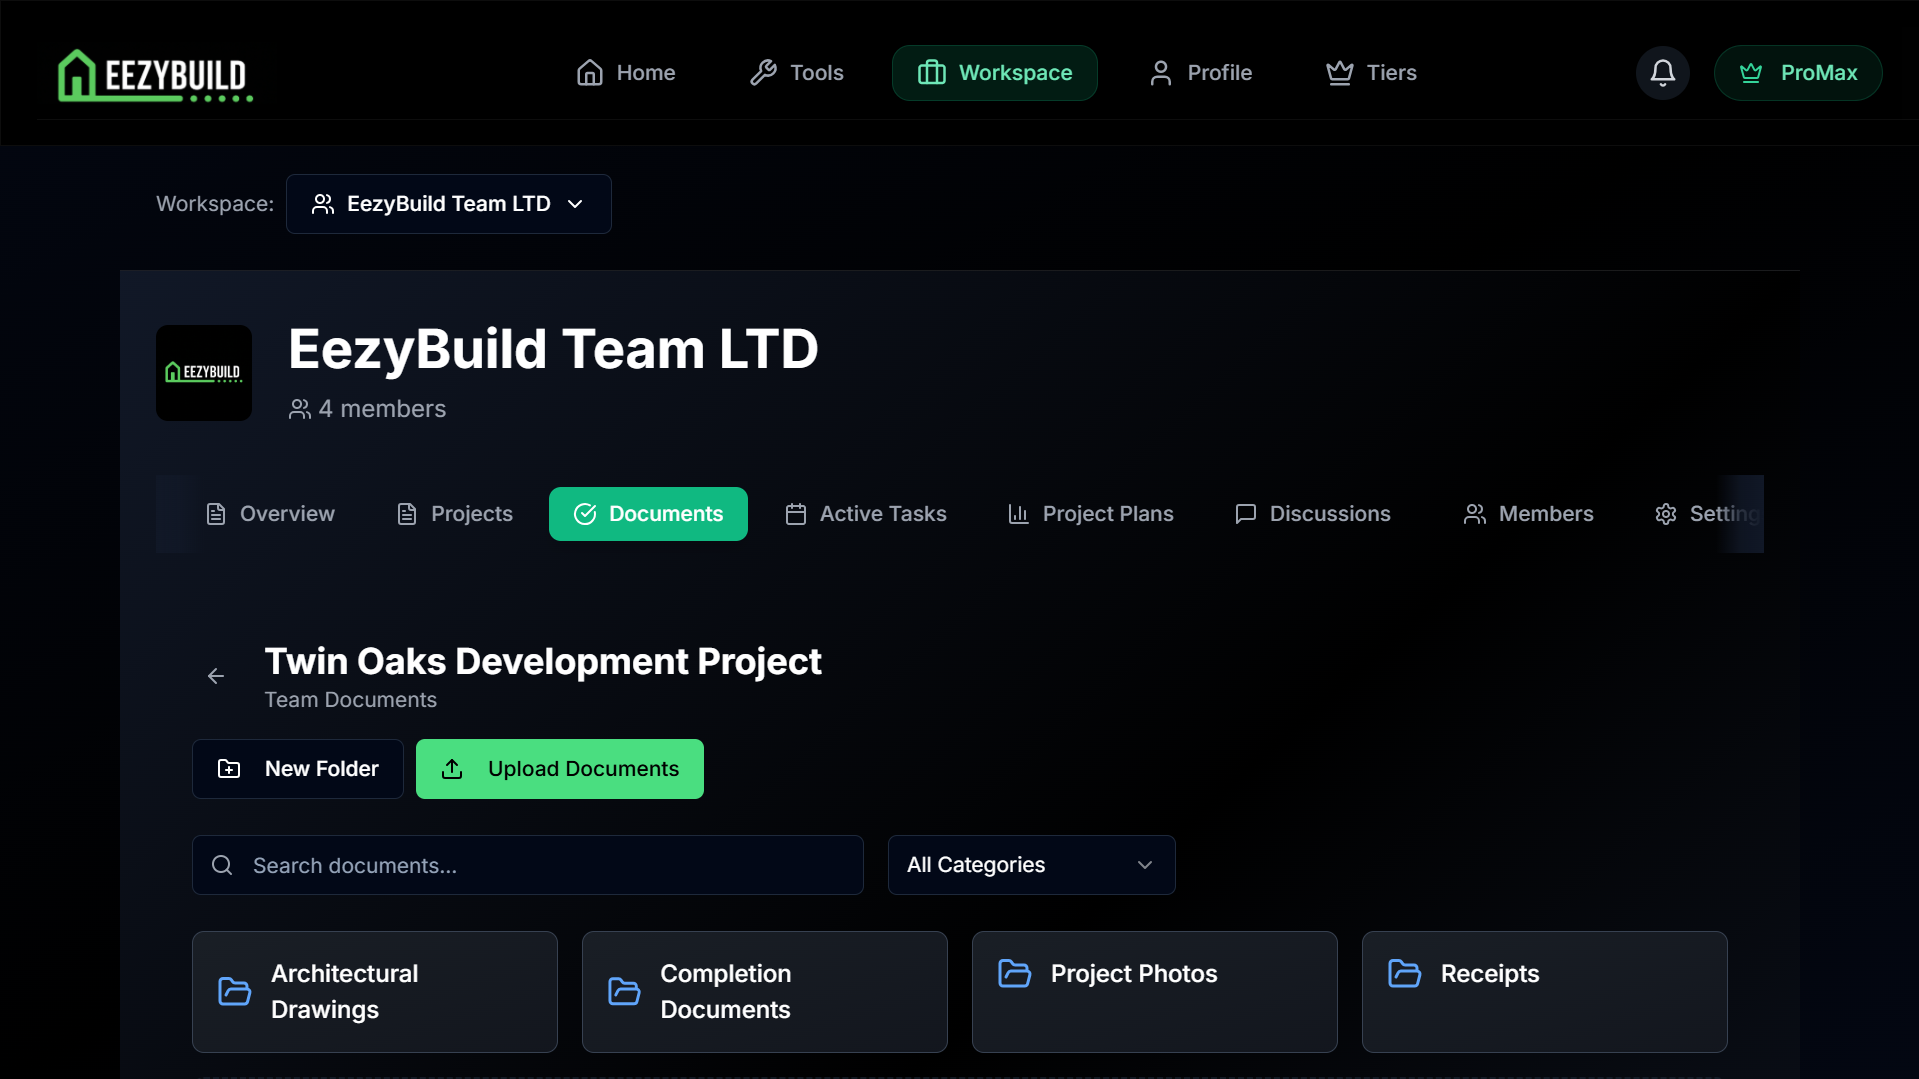 EEZYBUILD
Home
Tools
Workspace
Profile
Tiers
ProMax
Workspace:
EezyBuild Team LTD
EEZYBUILD
EezyBuild Team LTD
4 members
Overview
Projects
Documents
Active Tasks
Project Plans
Discussions
Members
Setting
Twin Oaks Development Project
Team Documents
New Folder
Upload Documents
Search documents...
All Categories
Architectural
Drawings
Completion
Documents
Project Photos
Receipts